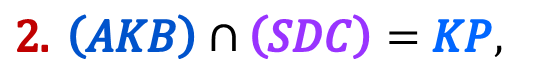 2. (AKB) ∩ (SDC) = KP,